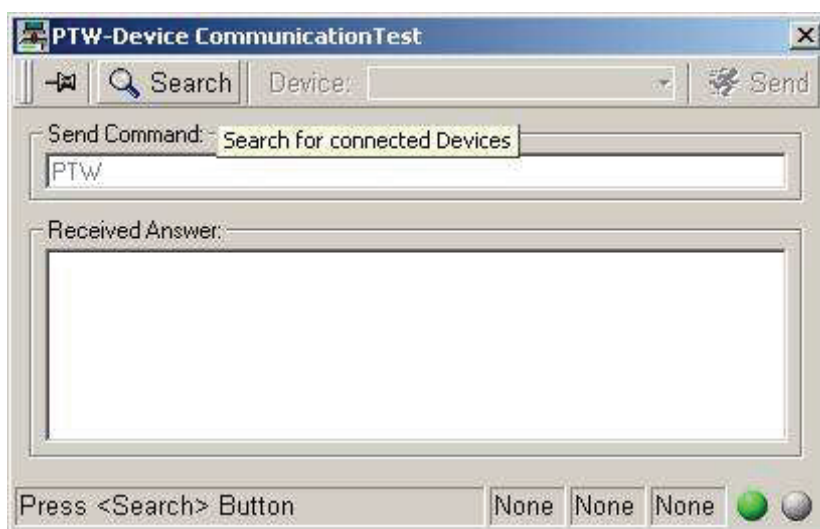 PTW-Device CommunicationTest
Search Device: Send
Send Command:
Search for connected Devices
PTW
Received Answer:
Press <Search> Button None None None